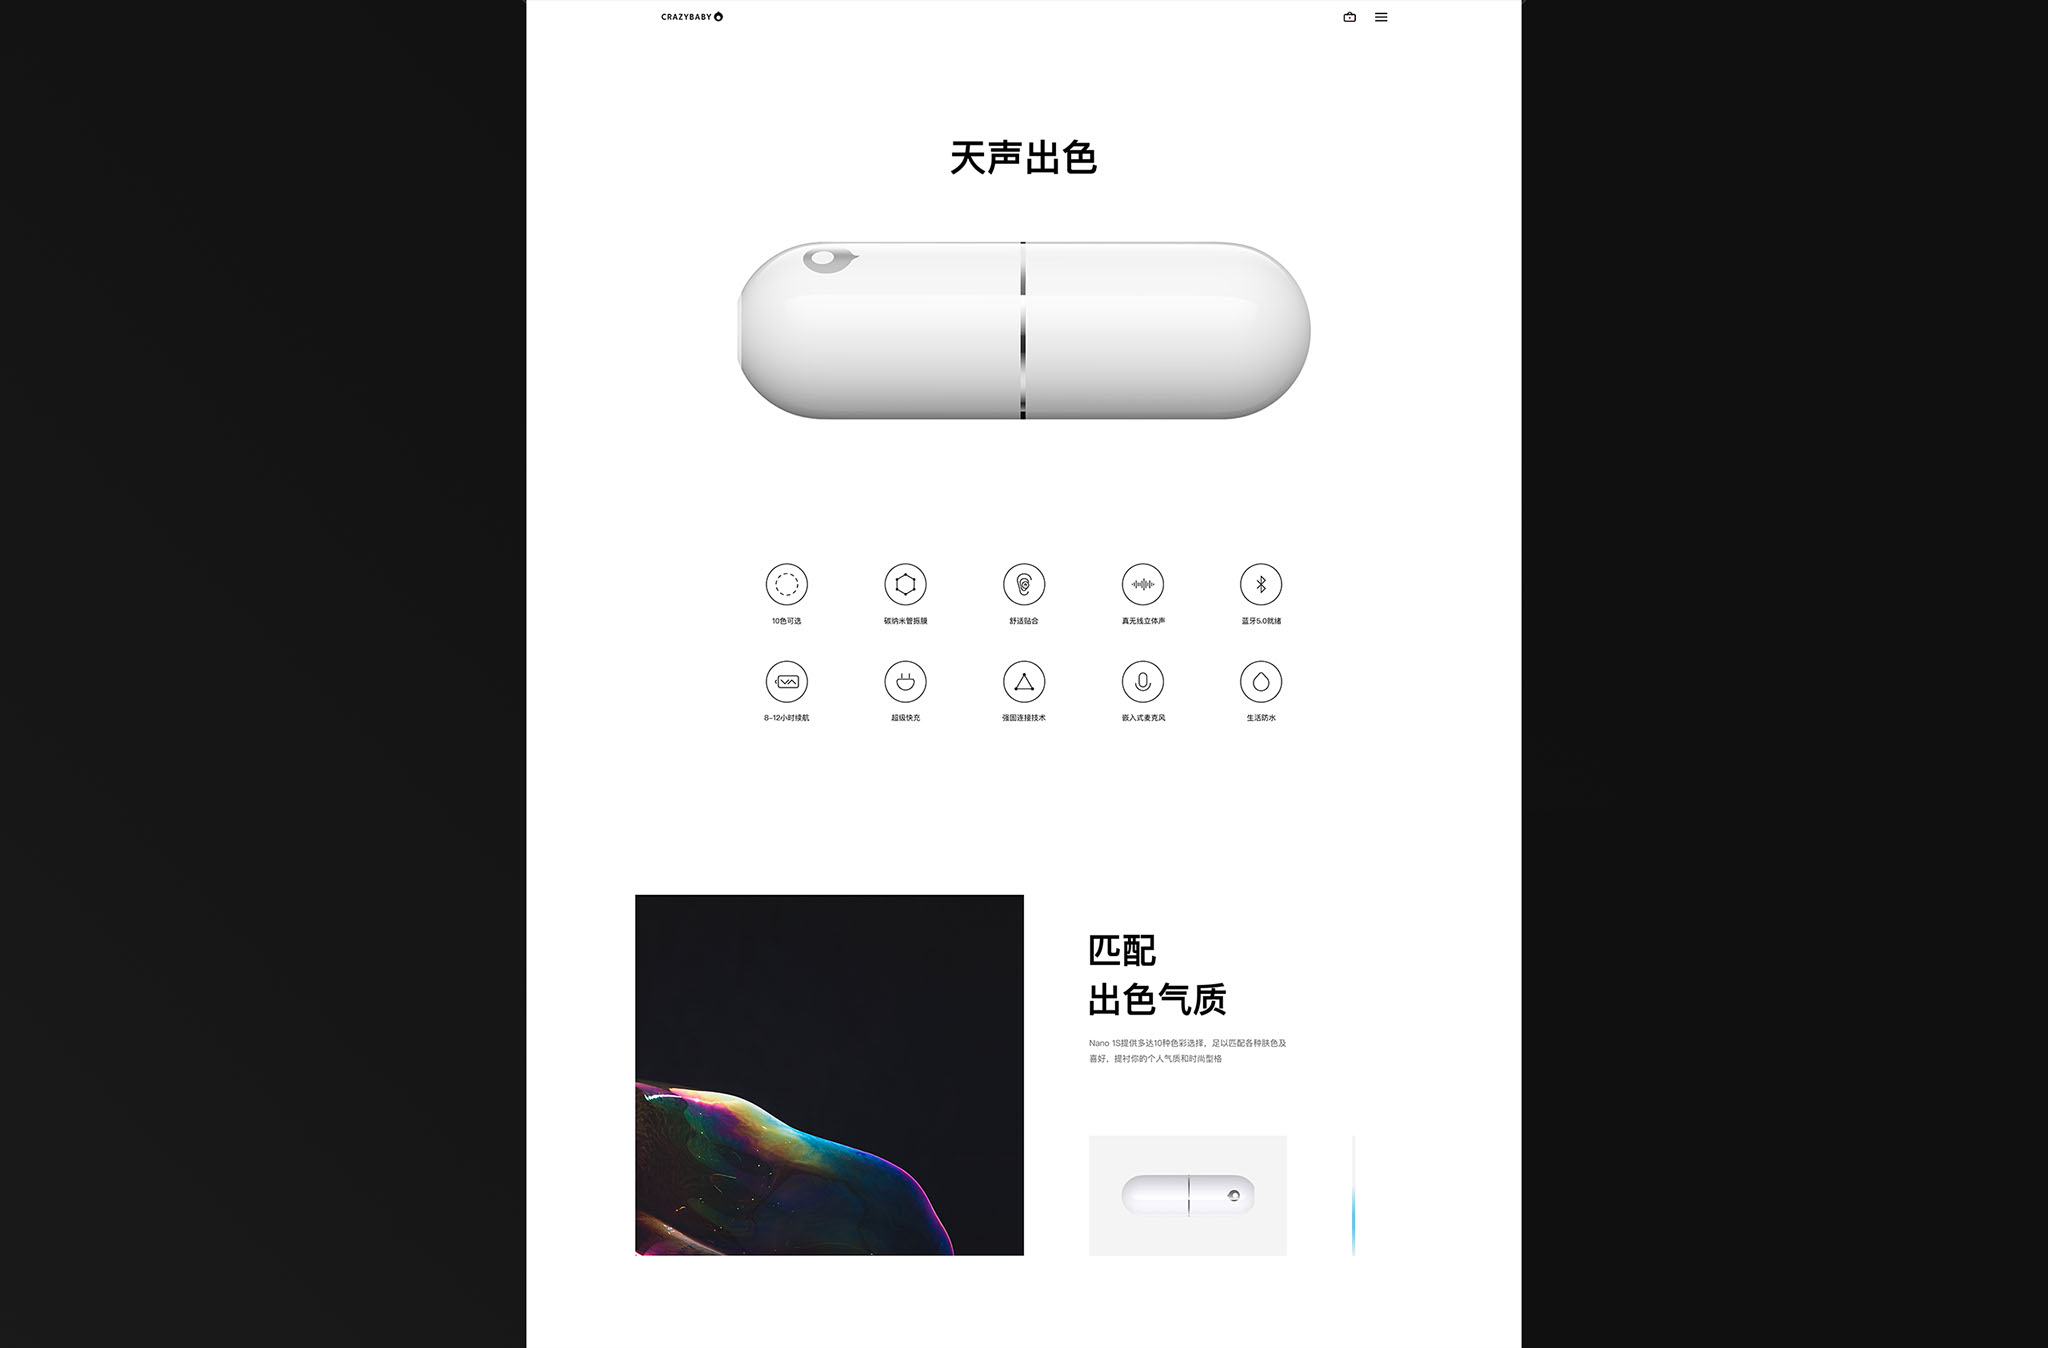 CRAZYBABY
天声出色
10色可选
碳纳米管振膜
舒适贴合
真无线立体声
蓝牙5.0就绪
8-12小时续航
超级快充
强固连接技术
嵌入式麦克风
生活防水
匹配
出色气质
Nano 1S提供多达10种色彩选择，足以匹配各种肤色及
喜好，提衬你的个人气质和时尚型格